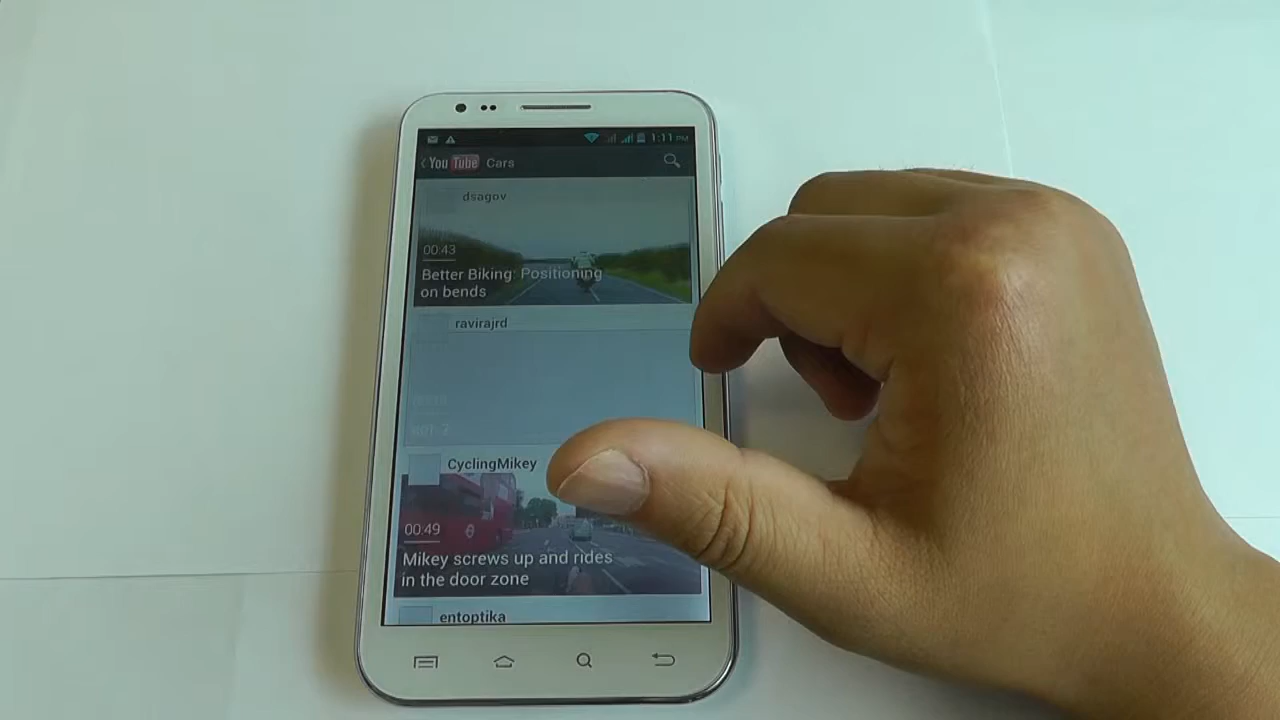 1:11 PM
You Tube Cars
dsagov
00:43
Better Biking: Positioning
on bends
ravirajrd
CyclingMikey
00:49
Mikey screws up and rides
in the door zone
entoptika